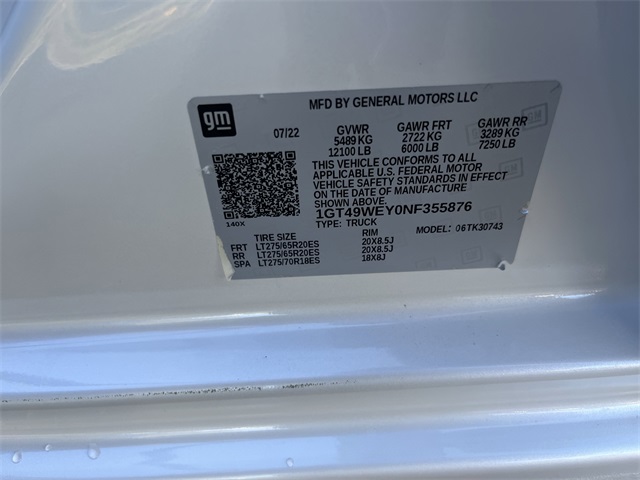 MFD BY GENERAL MOTORS LLC
gm
07/22 GVWR GAWR FRT GAWR RR
5489 KG 2722 KG 3289 KG
12100 LB 6000 LB 7250 LB
THIS VEHICLE CONFORMS TO ALL
APPLICABLE U.S. FEDERAL MOTOR
VEHICLE SAFETY STANDARDS IN EFFECT
ON THE DATE OF MANUFACTURE
SHOWN ABOVE.
1GT49WEY0NF355876
140X
TYPE: TRUCK MODEL: 06TK30743
TIRE SIZE RIM
FRT LT275/65R20ES 20X8.5J
RR LT275/65R20ES 20X8.5J
SPA LT275/70R18ES 18X8J